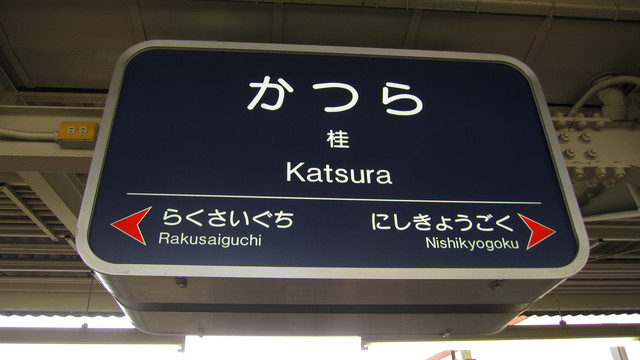 かつら
桂
Katsura
らくさいぐち にしきょうごく
Rakusaiguchi Nishikyogoku